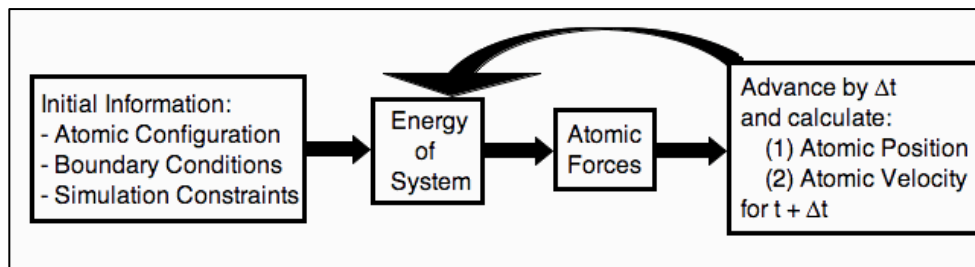 Initial Information:
- Atomic Configuration
- Boundary Conditions
- Simulation Constraints
Energy
of
System
Atomic
Forces
Advance by Δt
and calculate:
(1) Atomic Position
(2) Atomic Velocity
for t + Δt